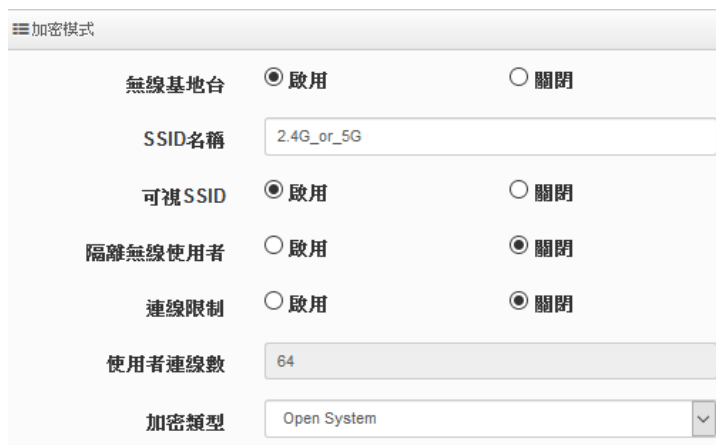 加密模式
無線基地台 啟用 關閉
SSID名稱 2.4G_or_5G
可視SSID 啟用 關閉
隔離無線使用者 啟用 關閉
連線限制 啟用 關閉
使用者連線數 64
加密類型 Open System